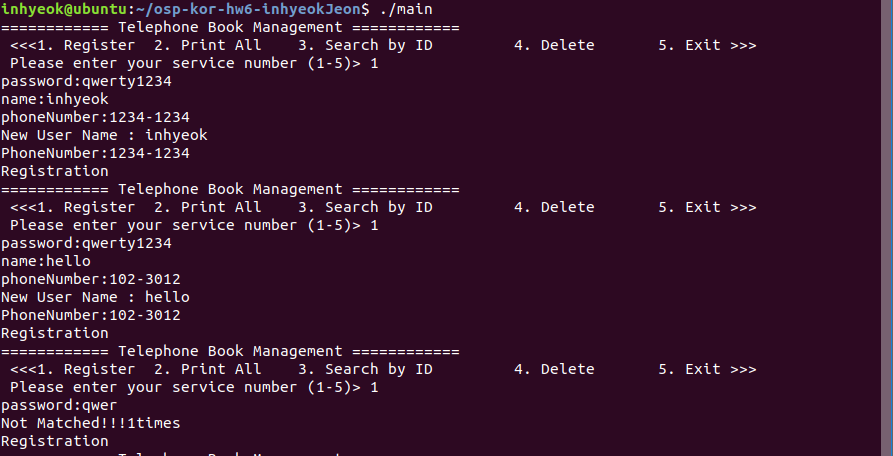 inhyeok@ubuntu:~/osp-kor-hw6-inhyeokJeon$ ./main
============ Telephone Book Management ============
 <<<1. Register  2. Print All    3. Search by ID         4. Delete       5. Exit >>>
 Please enter your service number (1-5)> 1
password:qwerty1234
name:inhyeok
phoneNumber:1234-1234
New User Name : inhyeok
PhoneNumber:1234-1234
Registration
============ Telephone Book Management ============
 <<<1. Register  2. Print All    3. Search by ID         4. Delete       5. Exit >>>
 Please enter your service number (1-5)> 1
password:qwerty1234
name:hello
phoneNumber:102-3012
New User Name : hello
PhoneNumber:102-3012
Registration
============ Telephone Book Management ============
 <<<1. Register  2. Print All    3. Search by ID         4. Delete       5. Exit >>>
 Please enter your service number (1-5)> 1
password:qwer
Not Matched!!!1times
Registration